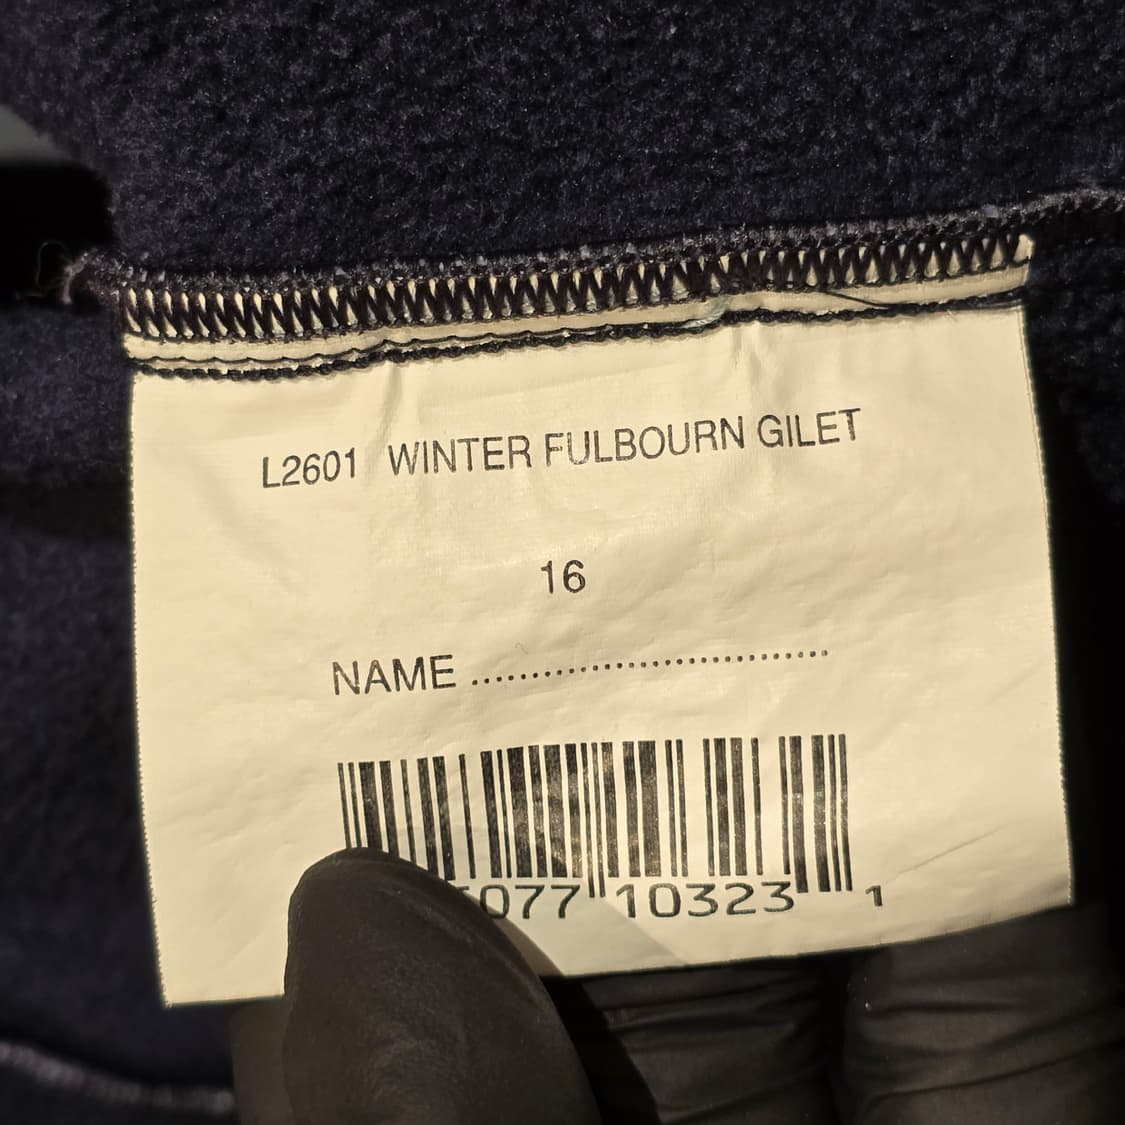 L2601 WINTER FULBOURN GILET
16
NAME ..................................
077 10323 1